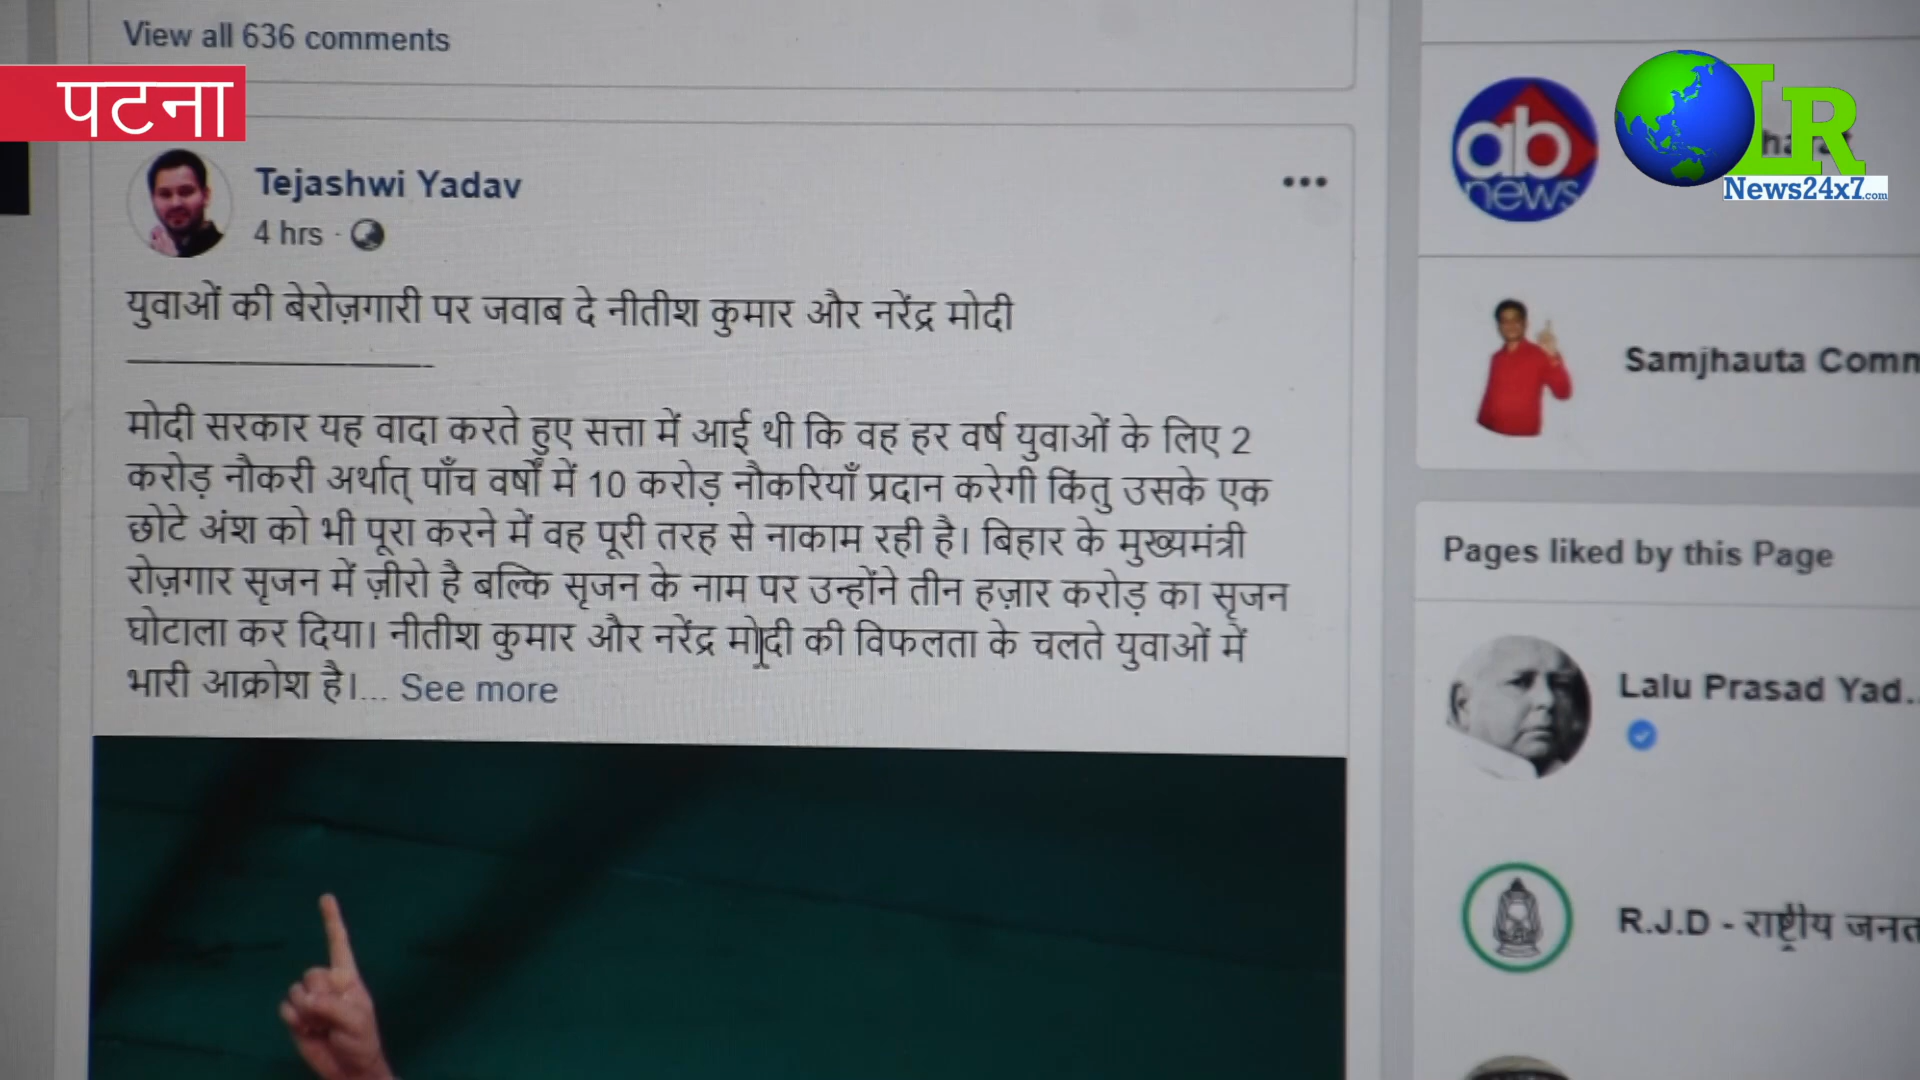 View all 636 comments
पटना
Tejashwi Yadav
4 hrs ·
युवाओं की बेरोज़गारी पर जवाब दे नीतीश कुमार और नरेंद्र मोदी
मोदी सरकार यह वादा करते हुए सत्ता में आई थी कि वह हर वर्ष युवाओं के लिए 2
करोड़ नौकरी अर्थात् पाँच वर्षों में 10 करोड़ नौकरियाँ प्रदान करेगी किंतु उसके एक
छोटे अंश को भी पूरा करने में वह पूरी तरह से नाकाम रही है। बिहार के मुख्यमंत्री
रोज़गार सृजन में ज़ीरो है बल्कि सृजन के नाम पर उन्होंने तीन हज़ार करोड़ का सृजन
घोटाला कर दिया। नीतीश कुमार और नरेंद्र मोदी की विफलता के चलते युवाओं में
भारी आक्रोश है।... See more
ab
news
LR
News24x7.com
Samjhauta Comm
Pages liked by this Page
Lalu Prasad Yad...
R.J.D - राष्ट्रीय जनत